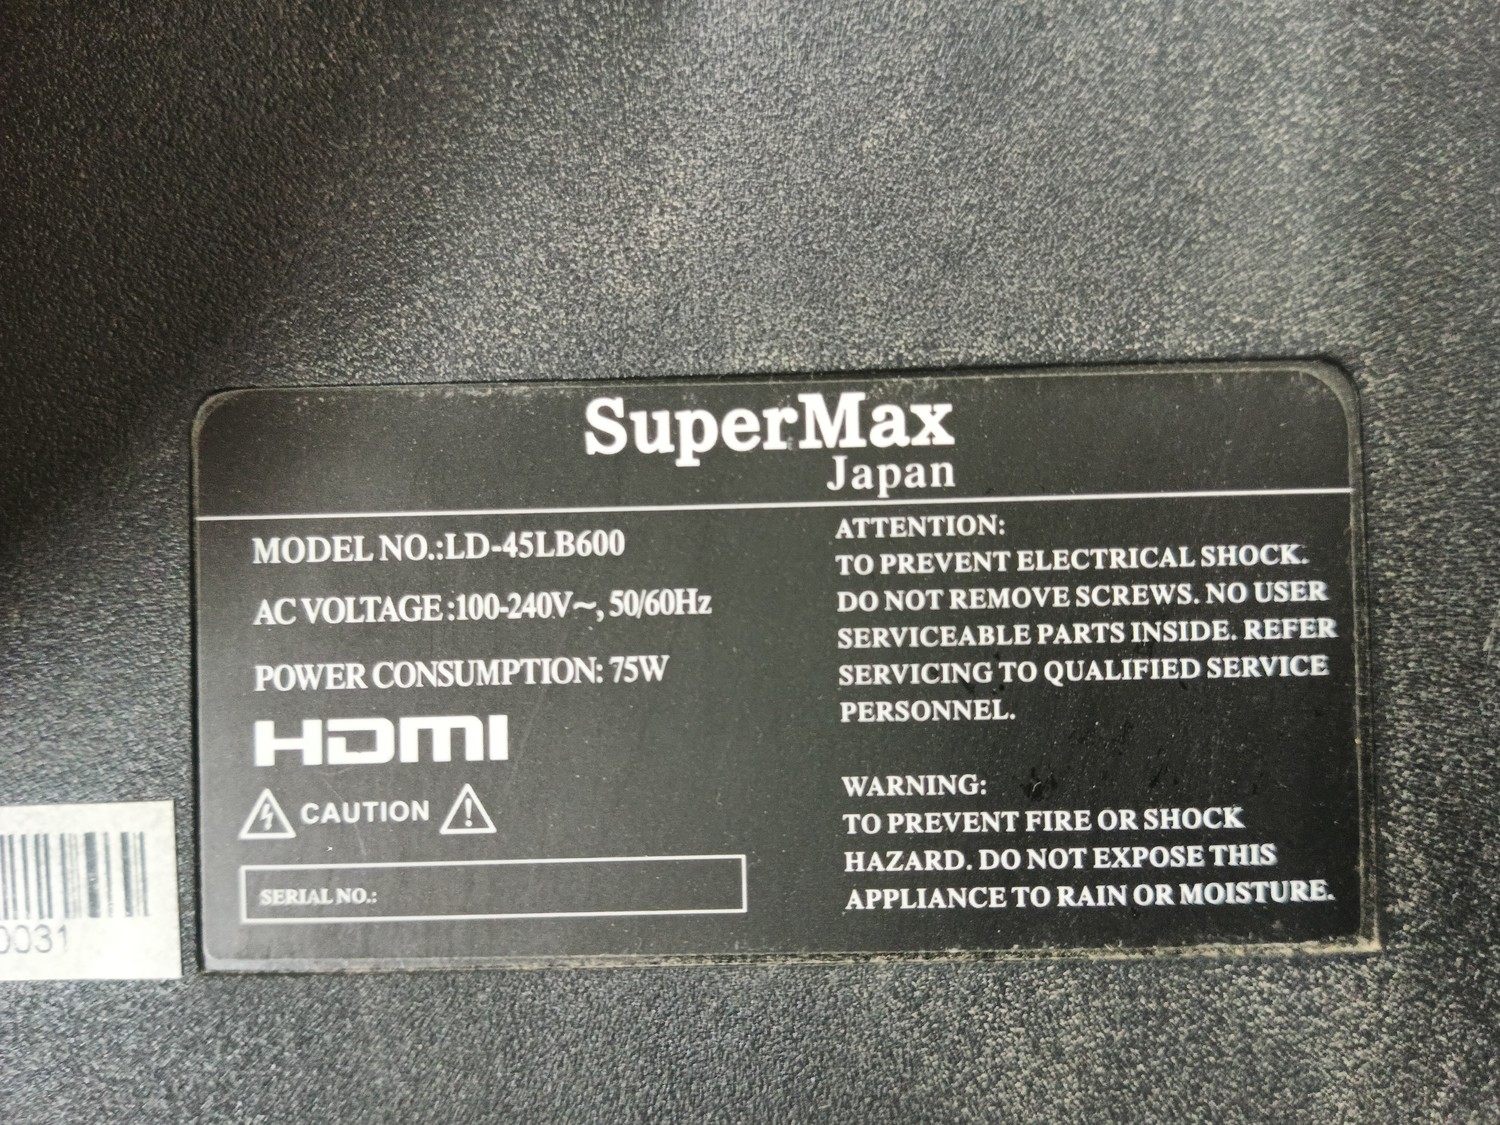 SuperMax
Japan
MODEL NO.:LD-45LB600
AC VOLTAGE :100-240V~, 50/60Hz
POWER CONSUMPTION: 75W
HDMI
CAUTION
SERIAL NO.:
ATTENTION:
TO PREVENT ELECTRICAL SHOCK.
DO NOT REMOVE SCREWS. NO USER
SERVICEABLE PARTS INSIDE. REFER
SERVICING TO QUALIFIED SERVICE
PERSONNEL.
WARNING:
TO PREVENT FIRE OR SHOCK
HAZARD. DO NOT EXPOSE THIS
APPLIANCE TO RAIN OR MOISTURE.
0031